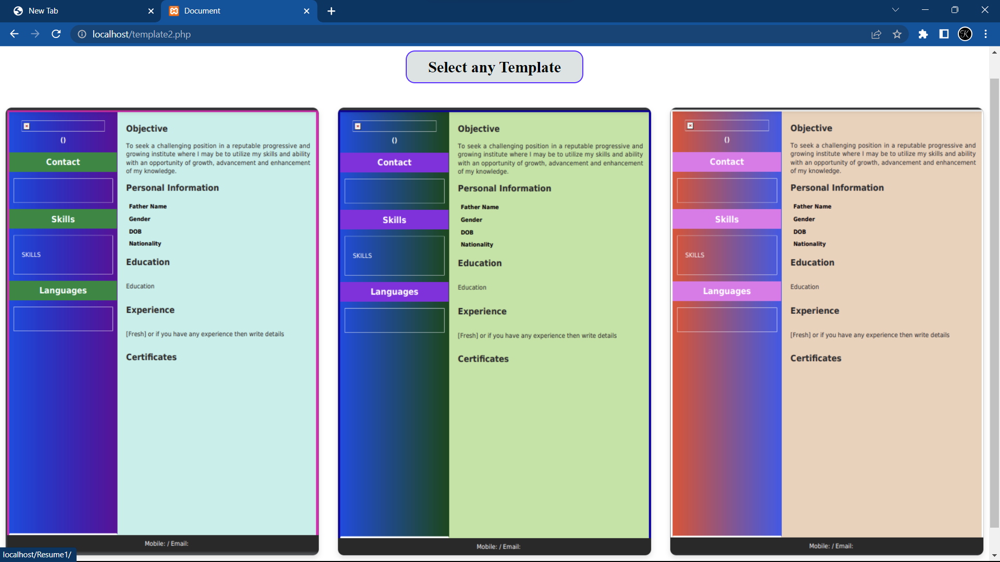 New Tab
Document
localhost/template2.php
Select any Template
()
Contact
Skills
SKILLS
Languages
Objective
To seek a challenging position in a reputable progressive and
growing institute where I may be to utilize my skills and ability
with an opportunity of growth, advancement and enhancement
of my knowledge.
Personal Information
Father Name
Gender
DOB
Nationality
Education
Education
Experience
[Fresh] or if you have any experience then write details
Certificates
Mobile: / Email:
()
Contact
Skills
SKILLS
Languages
Objective
To seek a challenging position in a reputable progressive and
growing institute where I may be to utilize my skills and ability
with an opportunity of growth, advancement and enhancement
of my knowledge.
Personal Information
Father Name
Gender
DOB
Nationality
Education
Education
Experience
[Fresh] or if you have any experience then write details
Certificates
Mobile: / Email:
()
Contact
Skills
SKILLS
Languages
Objective
To seek a challenging position in a reputable progressive and
growing institute where I may be to utilize my skills and ability
with an opportunity of growth, advancement and enhancement
of my knowledge.
Personal Information
Father Name
Gender
DOB
Nationality
Education
Education
Experience
[Fresh] or if you have any experience then write details
Certificates
Mobile: / Email:
localhost/Resume1/